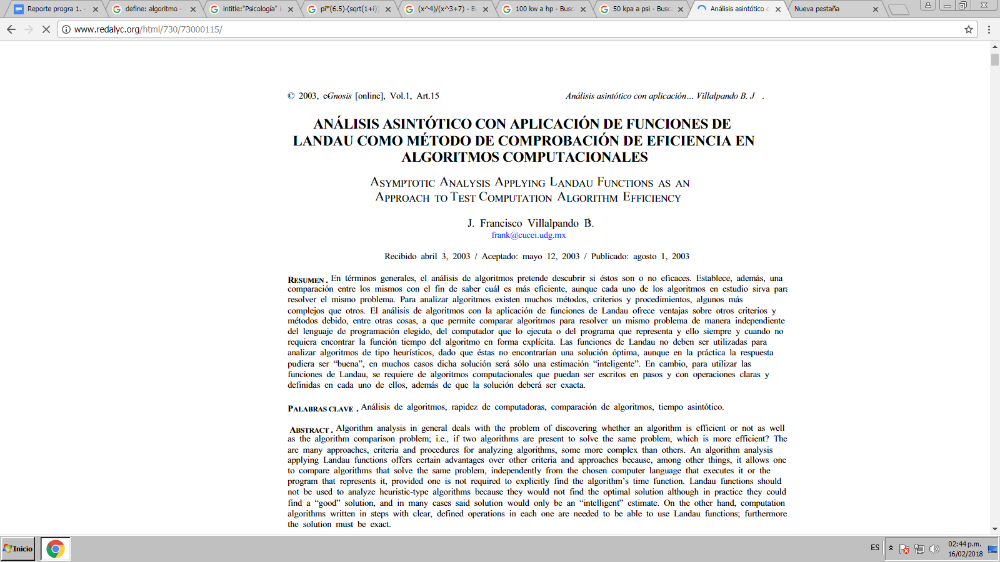 Reporte progra 1. -
define: algoritmo -
intitle:"Psicología" i
pi*(6.5)-(sqrt(1+i))
(x^4)/(x^3+7) - Bu
100 kw a hp - Busc
50 kpa a psi - Busca
Análisis asintótico c
Nueva pestaña
www.redalyc.org/html/730/73000115/
© 2003, eGnosis [online], Vol.1, Art.15
Análisis asintótico con aplicación... Villalpando B. J .
ANÁLISIS ASINTÓTICO CON APLICACIÓN DE FUNCIONES DE
LANDAU COMO MÉTODO DE COMPROBACIÓN DE EFICIENCIA EN
ALGORITMOS COMPUTACIONALES
ASYMPTOTIC ANALYSIS APPLYING LANDAU FUNCTIONS AS AN
APPROACH TO TEST COMPUTATION ALGORITHM EFFICIENCY
J. Francisco Villalpando B.
frank@cucei.udg.mx
Recibido abril 3, 2003 / Aceptado: mayo 12, 2003 / Publicado: agosto 1, 2003
RESUMEN. En términos generales, el análisis de algoritmos pretende descubrir si éstos son o no eficaces. Establece, además, una
comparación entre los mismos con el fin de saber cuál es más eficiente, aunque cada uno de los algoritmos en estudio sirva para
resolver el mismo problema. Para analizar algoritmos existen muchos métodos, criterios y procedimientos, algunos más
complejos que otros. El análisis de algoritmos con la aplicación de funciones de Landau ofrece ventajas sobre otros criterios y
métodos debido, entre otras cosas, a que permite comparar algoritmos para resolver un mismo problema de manera independiente
del lenguaje de programación elegido, del computador que lo ejecuta o del programa que representa y ello siempre y cuando no
requiera encontrar la función tiempo del algoritmo en forma explícita. Las funciones de Landau no deben ser utilizadas para
analizar algoritmos de tipo heurísticos, dado que éstas no encontrarían una solución óptima, aunque en la práctica la respuesta
pudiera ser “buena”, en muchos casos dicha solución será sólo una estimación “inteligente”. En cambio, para utilizar las
funciones de Landau, se requiere de algoritmos computacionales que puedan ser escritos en pasos y con operaciones claras y
definidas en cada uno de ellos, además de que la solución deberá ser exacta.
PALABRAS CLAVE . Análisis de algoritmos, rapidez de computadoras, comparación de algoritmos, tiempo asintótico.
ABSTRACT . Algorithm analysis in general deals with the problem of discovering whether an algorithm is efficient or not as well
as the algorithm comparison problem; i.e., if two algorithms are present to solve the same problem, which is more efficient? The
are many approaches, criteria and procedures for analyzing algorithms, some more complex than others. An algorithm analysis
applying Landau functions offers certain advantages over other criteria and approaches because, among other things, it allows one
to compare algorithms that solve the same problem, independently from the chosen computer language that executes it or the
program that represents it, provided one is not required to explicitly find the algorithm’s time function. Landau functions should
not be used to analyze heuristic-type algorithms because they would not find the optimal solution although in practice they could
find a “good” solution, and in many cases said solution would only be an “intelligent” estimate. On the other hand, computation
algorithms written in steps with clear, defined operations in each one are needed to be able to use Landau functions; furthermore
the solution must be exact.
Inicio
ES
02:44 p.m.
16/02/2018